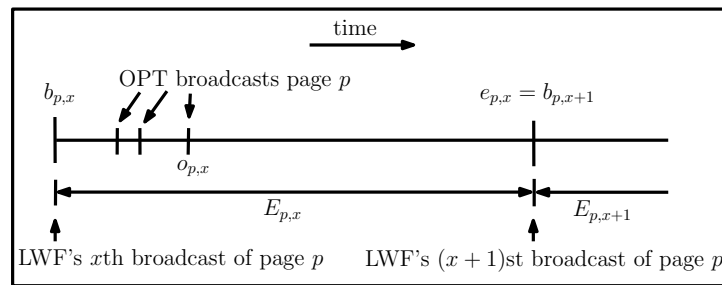 time
OPT broadcasts page p
b_{p,x}
e_{p,x} = b_{p,x+1}
o_{p,x}
E_{p,x}
E_{p,x+1}
LWF's xth broadcast of page p
LWF's (x + 1)st broadcast of page p